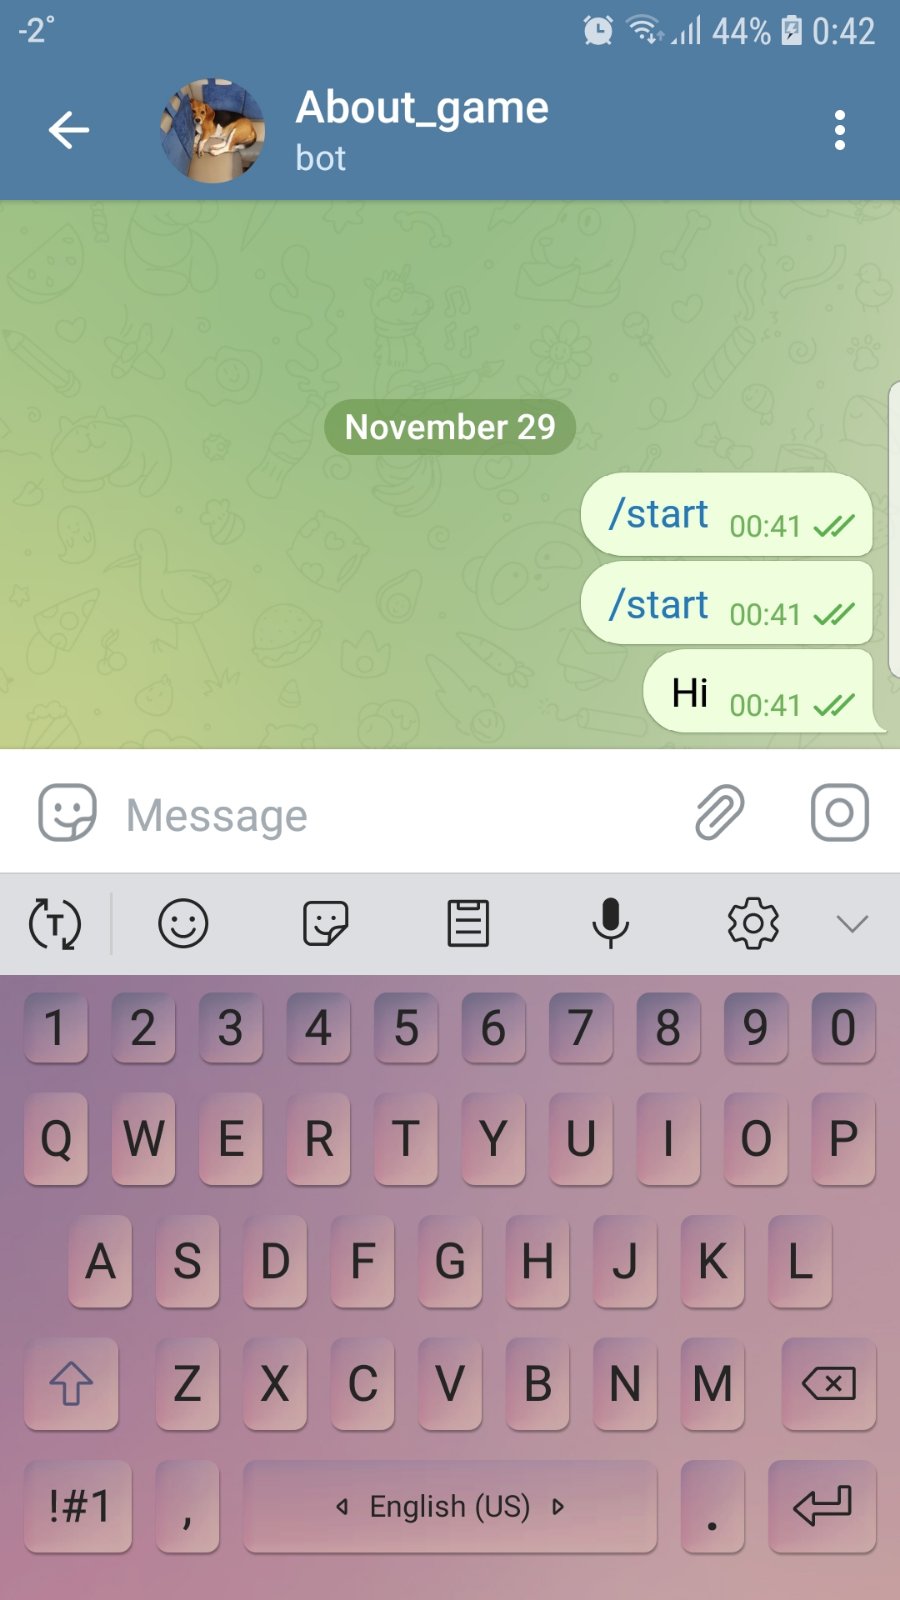 -2° 44% 0:42
About_game
bot
November 29
/start 00:41
/start 00:41
Hi 00:41
Message
T
1 2 3 4 5 6 7 8 9 0
Q W E R T Y U I O P
A S D F G H J K L
Z X C V B N M
!#1 , English (US) .